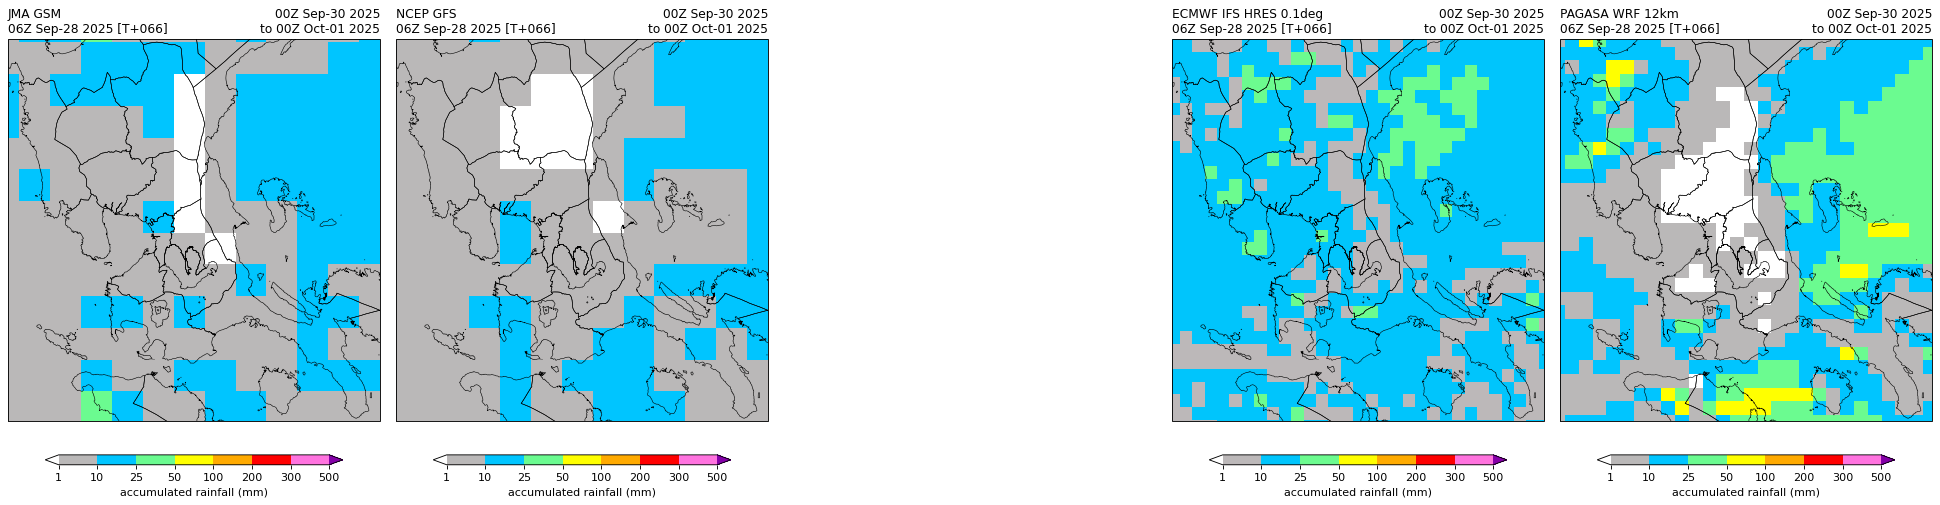 JMA GSM 00Z Sep-30 2025
06Z Sep-28 2025 [T+066] to 00Z Oct-01 2025
NCEP GFS 00Z Sep-30 2025
06Z Sep-28 2025 [T+066] to 00Z Oct-01 2025
ECMWF IFS HRES 0.1deg 00Z Sep-30 2025
06Z Sep-28 2025 [T+066] to 00Z Oct-01 2025
PAGASA WRF 12km 00Z Sep-30 2025
06Z Sep-28 2025 [T+066] to 00Z Oct-01 2025
1 10 25 50 100 200 300 500
accumulated rainfall (mm)
1 10 25 50 100 200 300 500
accumulated rainfall (mm)
1 10 25 50 100 200 300 500
accumulated rainfall (mm)
1 10 25 50 100 200 300 500
accumulated rainfall (mm)